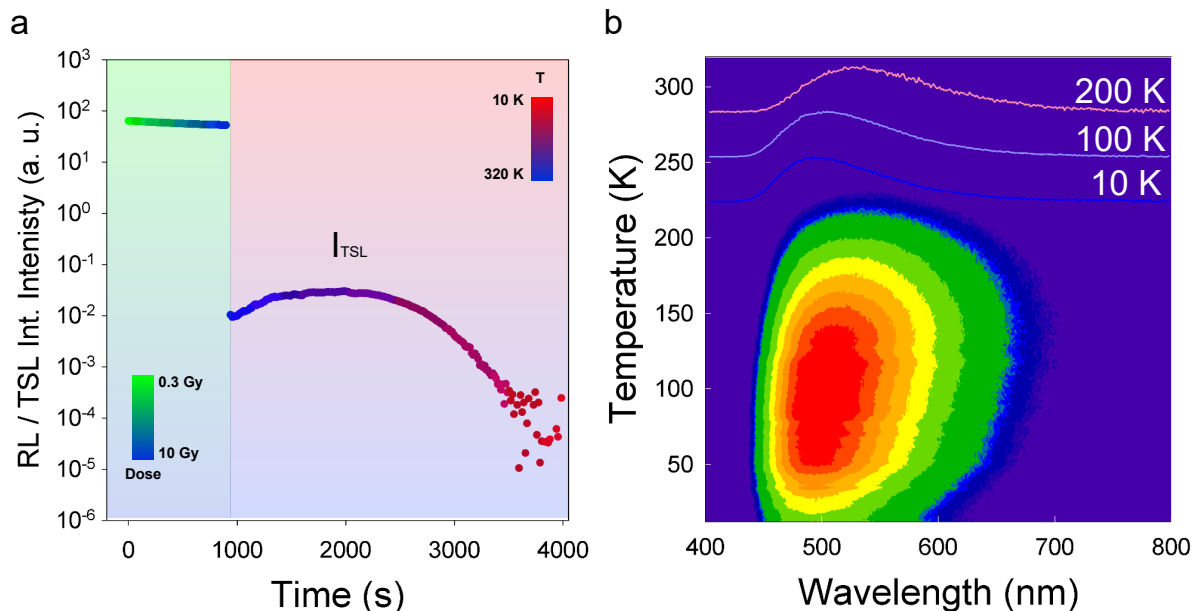 a
RL / TSL Int. Intenisty (a. u.)
10³
10²
10¹
10⁰
10⁻¹
10⁻²
10⁻³
10⁻⁴
10⁻⁵
10⁻⁶
T
10 K
320 K
I_TSL
0.3 Gy
10 Gy
Dose
0
1000
2000
3000
4000
Time (s)
b
Temperature (K)
300
250
200
150
100
50
200 K
100 K
10 K
400
500
600
700
800
Wavelength (nm)